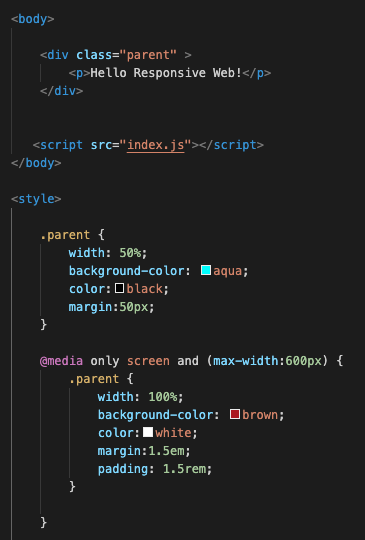 <body>
<div class="parent" >
<p>Hello Responsive Web!</p>
</div>
<script src="index.js"></script>
</body>
<style>
.parent {
width: 50%;
background-color: aqua;
color:black;
margin:50px;
}
@media only screen and (max-width:600px) {
.parent {
width: 100%;
background-color: brown;
color:white;
margin:1.5em;
padding: 1.5rem;
}
}